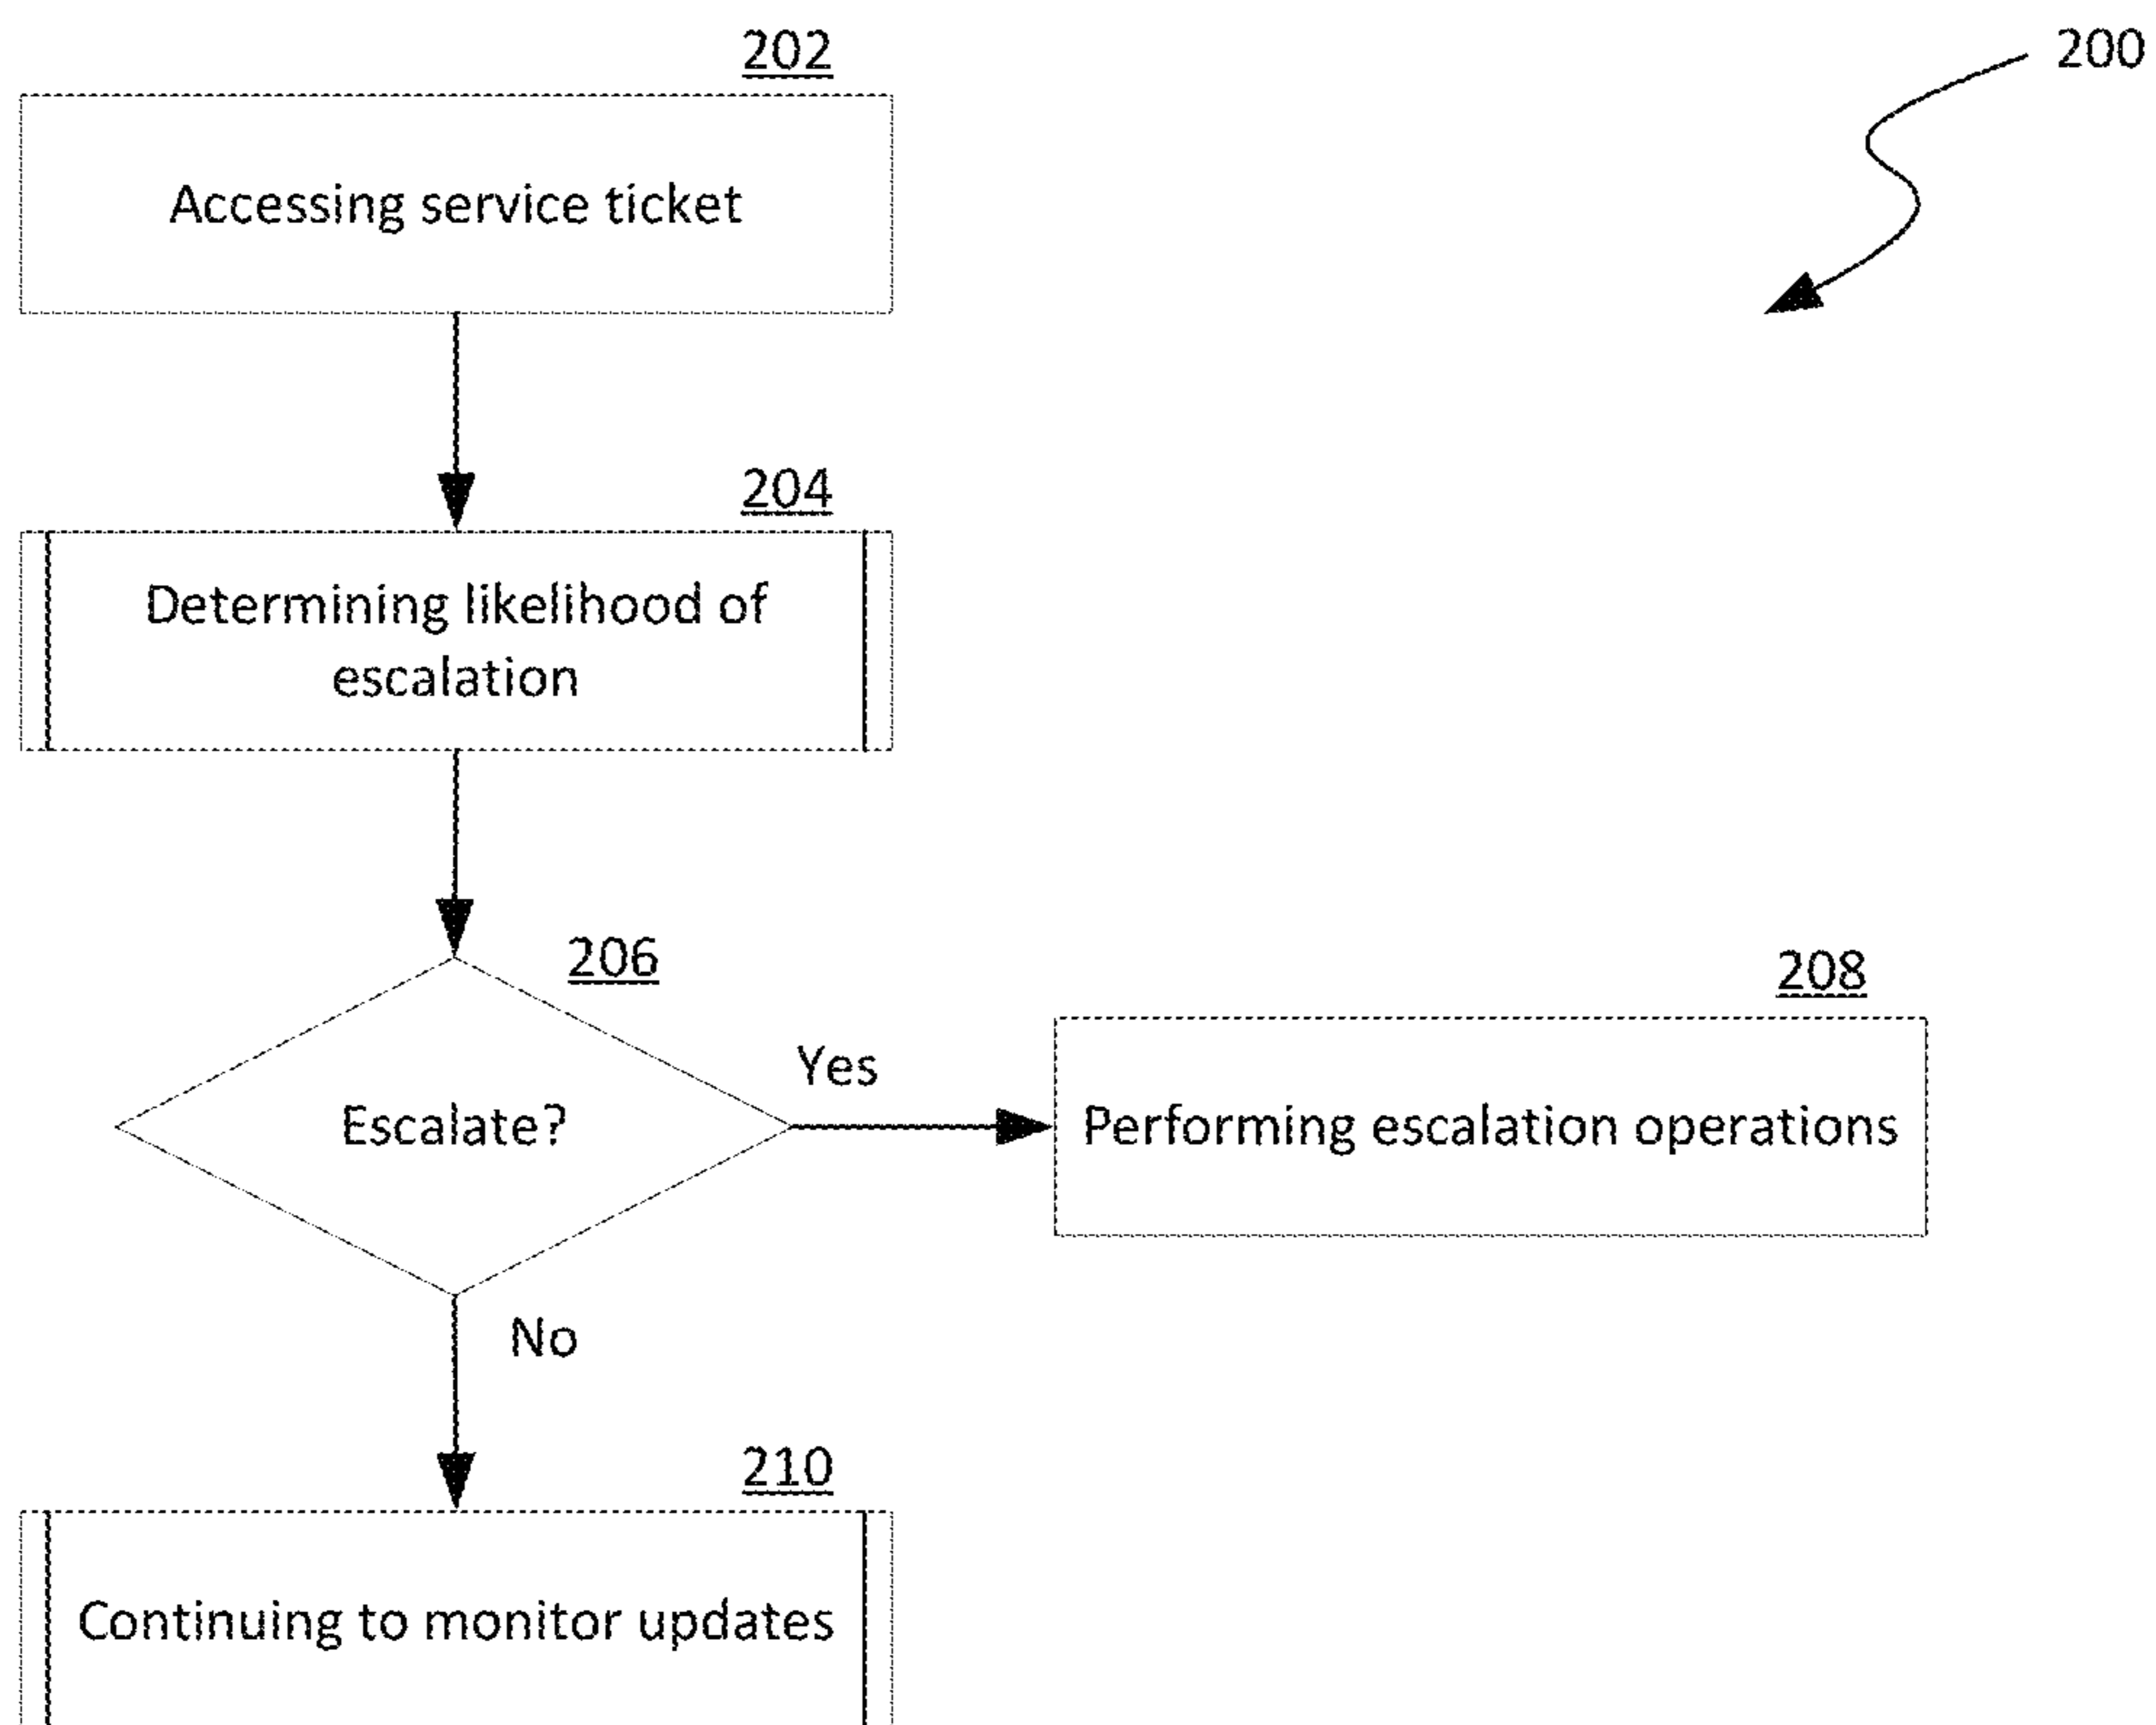 202
200
Accessing service ticket
204
Determining likelihood of
escalation
206
208
Yes
Escalate?
Performing escalation operations
No
210
Continuing to monitor updates